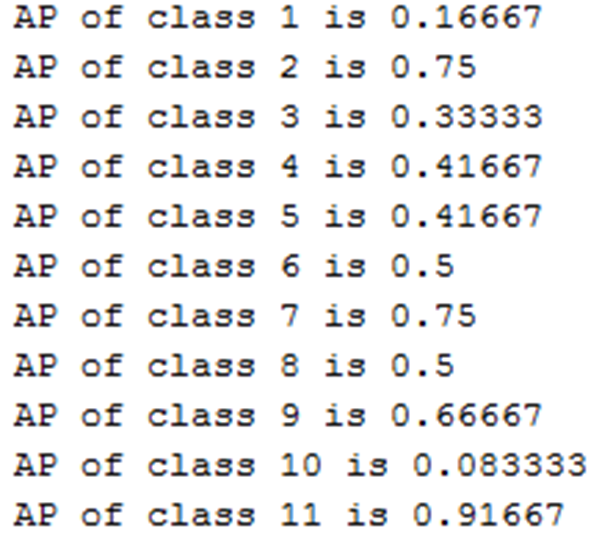 AP of class 1 is 0.16667
AP of class 2 is 0.75
AP of class 3 is 0.33333
AP of class 4 is 0.41667
AP of class 5 is 0.41667
AP of class 6 is 0.5
AP of class 7 is 0.75
AP of class 8 is 0.5
AP of class 9 is 0.66667
AP of class 10 is 0.083333
AP of class 11 is 0.91667